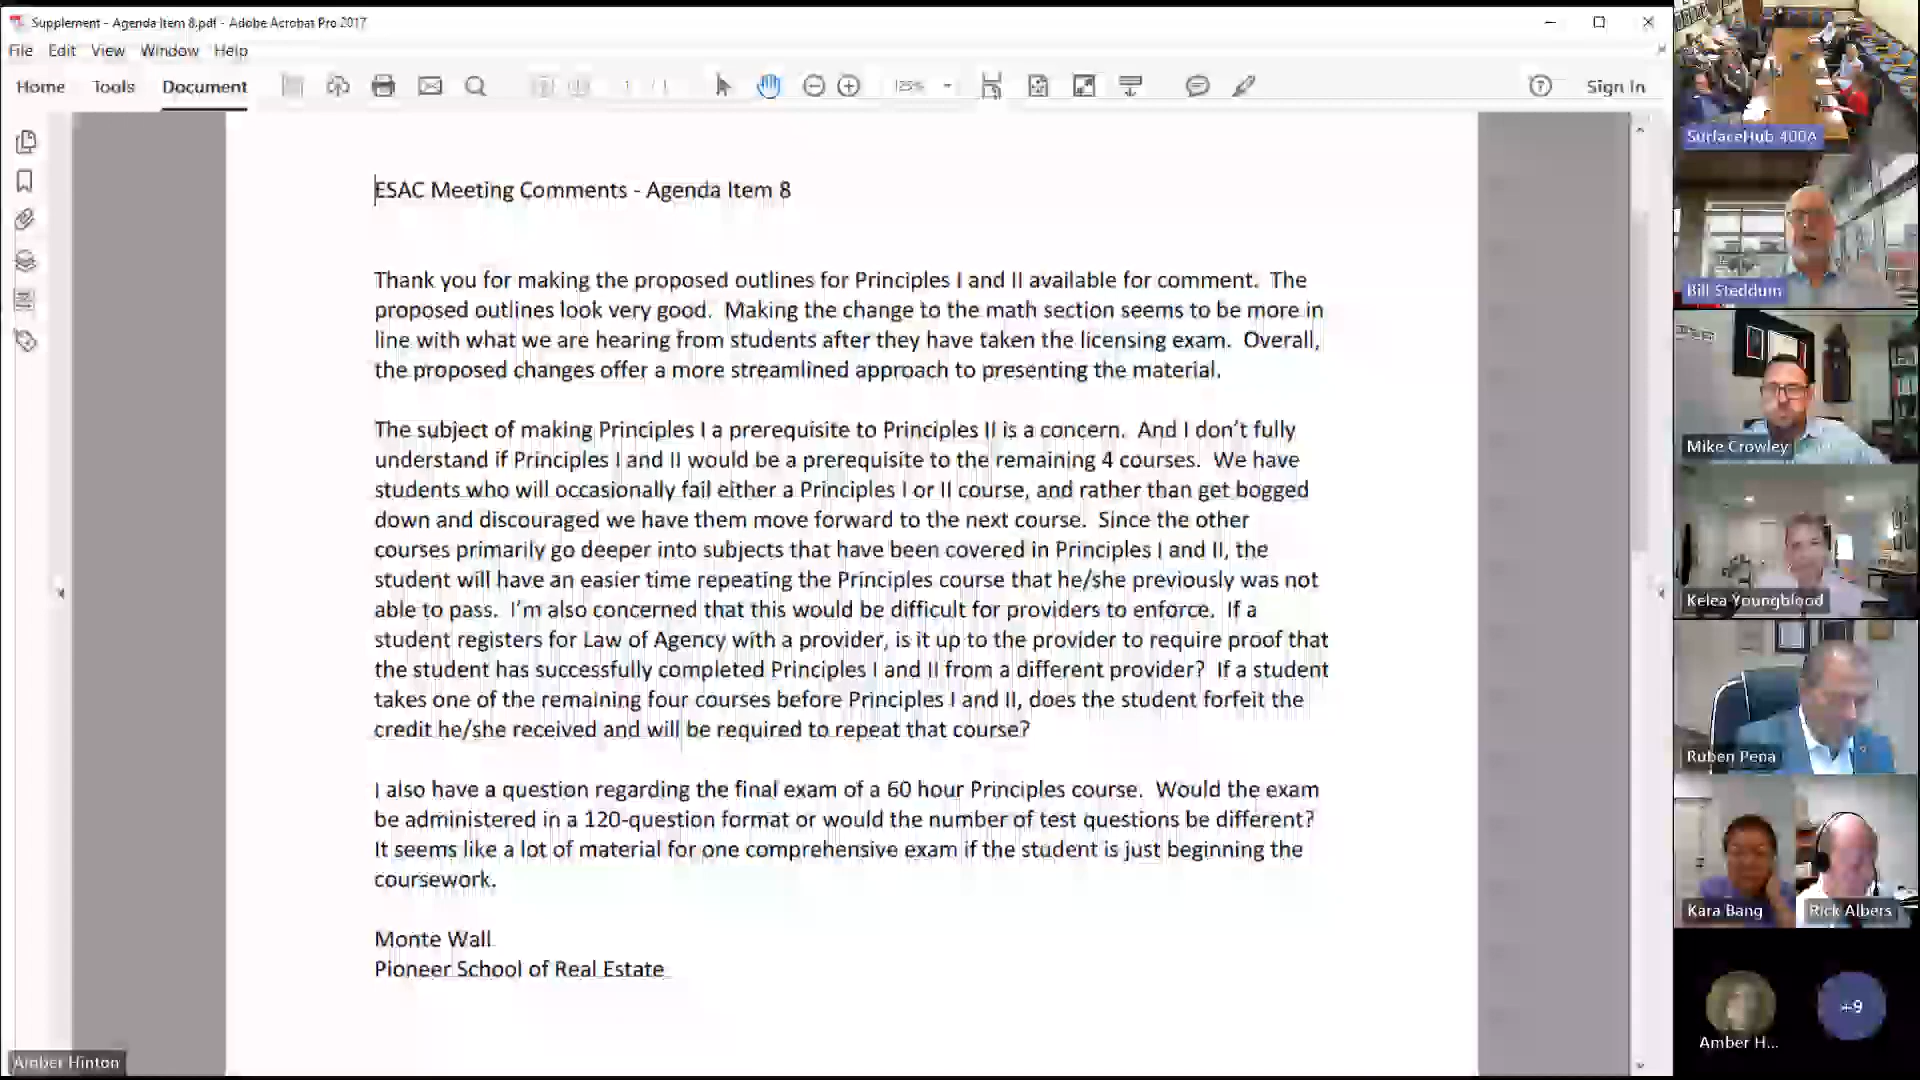 Supplement - Agenda Item 8.pdf - Adobe Acrobat Pro 2017
File Edit View Window Help
Home Tools Document 1 / 1 125% Sign In
ESAC Meeting Comments - Agenda Item 8
Thank you for making the proposed outlines for Principles I and II available for comment. The
proposed outlines look very good. Making the change to the math section seems to be more in
line with what we are hearing from students after they have taken the licensing exam. Overall,
the proposed changes offer a more streamlined approach to presenting the material.
The subject of making Principles I a prerequisite to Principles II is a concern. And I don't fully
understand if Principles I and II would be a prerequisite to the remaining 4 courses. We have
students who will occasionally fail either a Principles I or II course, and rather than get bogged
down and discouraged we have them move forward to the next course. Since the other
courses primarily go deeper into subjects that have been covered in Principles I and II, the
student will have an easier time repeating the Principles course that he/she previously was not
able to pass. I'm also concerned that this would be difficult for providers to enforce. If a
student registers for Law of Agency with a provider, is it up to the provider to require proof that
the student has successfully completed Principles I and II from a different provider? If a student
takes one of the remaining four courses before Principles I and II, does the student forfeit the
credit he/she received and will be required to repeat that course?
I also have a question regarding the final exam of a 60 hour Principles course. Would the exam
be administered in a 120-question format or would the number of test questions be different?
It seems like a lot of material for one comprehensive exam if the student is just beginning the
coursework.
Monte Wall
Pioneer School of Real Estate
Amber Hinton
SurfaceHub 400A
Bill Steddum
Mike Crowley
Kelea Youngblood
Ruben Pena
Kara Bang
Rick Albers
+9
Amber H...